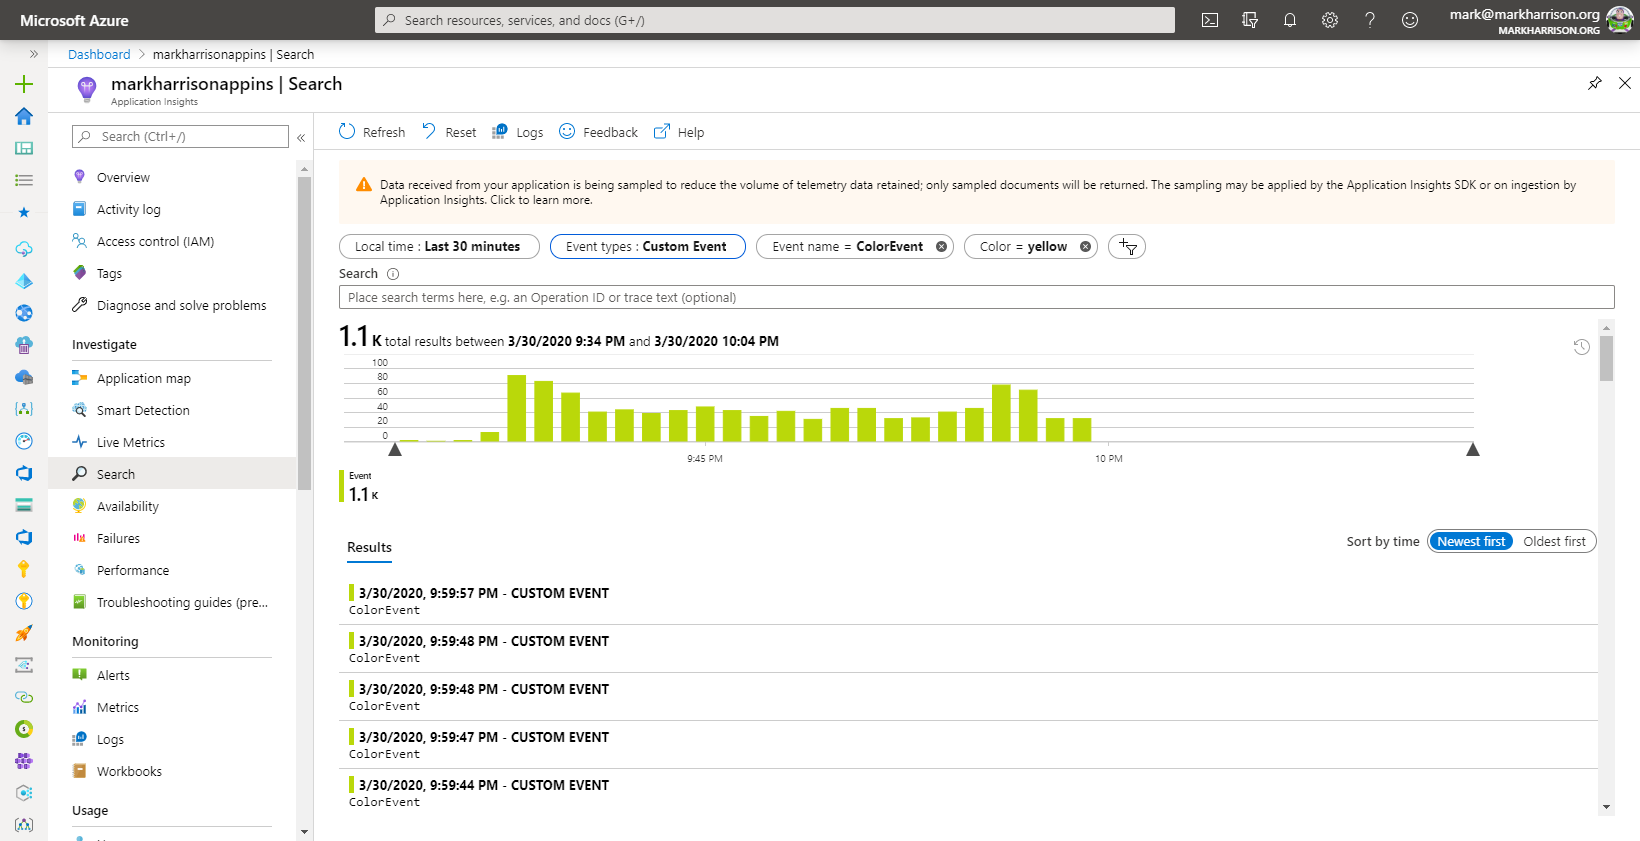 Microsoft Azure
Search resources, services, and docs (G+/)
mark@markharrison.org
MARKHARRISON.ORG
Dashboard > markharrisonappins | Search
markharrisonappins | Search
Application Insights
Search (Ctrl+/)
Overview
Activity log
Access control (IAM)
Tags
Diagnose and solve problems
Investigate
Application map
Smart Detection
Live Metrics
Search
Availability
Failures
Performance
Troubleshooting guides (pre...
Monitoring
Alerts
Metrics
Logs
Workbooks
Usage
Refresh Reset Logs Feedback Help
Data received from your application is being sampled to reduce the volume of telemetry data retained; only sampled documents will be returned. The sampling may be applied by the Application Insights SDK or on ingestion by
Application Insights. Click to learn more.
Local time : Last 30 minutes Event types : Custom Event Event name = ColorEvent Color = yellow
Search
Place search terms here, e.g. an Operation ID or trace text (optional)
1.1 K total results between 3/30/2020 9:34 PM and 3/30/2020 10:04 PM
100
80
60
40
20
0
9:45 PM 10 PM
Event
1.1 K
Results
Sort by time Newest first Oldest first
3/30/2020, 9:59:57 PM - CUSTOM EVENT
ColorEvent
3/30/2020, 9:59:48 PM - CUSTOM EVENT
ColorEvent
3/30/2020, 9:59:48 PM - CUSTOM EVENT
ColorEvent
3/30/2020, 9:59:47 PM - CUSTOM EVENT
ColorEvent
3/30/2020, 9:59:44 PM - CUSTOM EVENT
ColorEvent